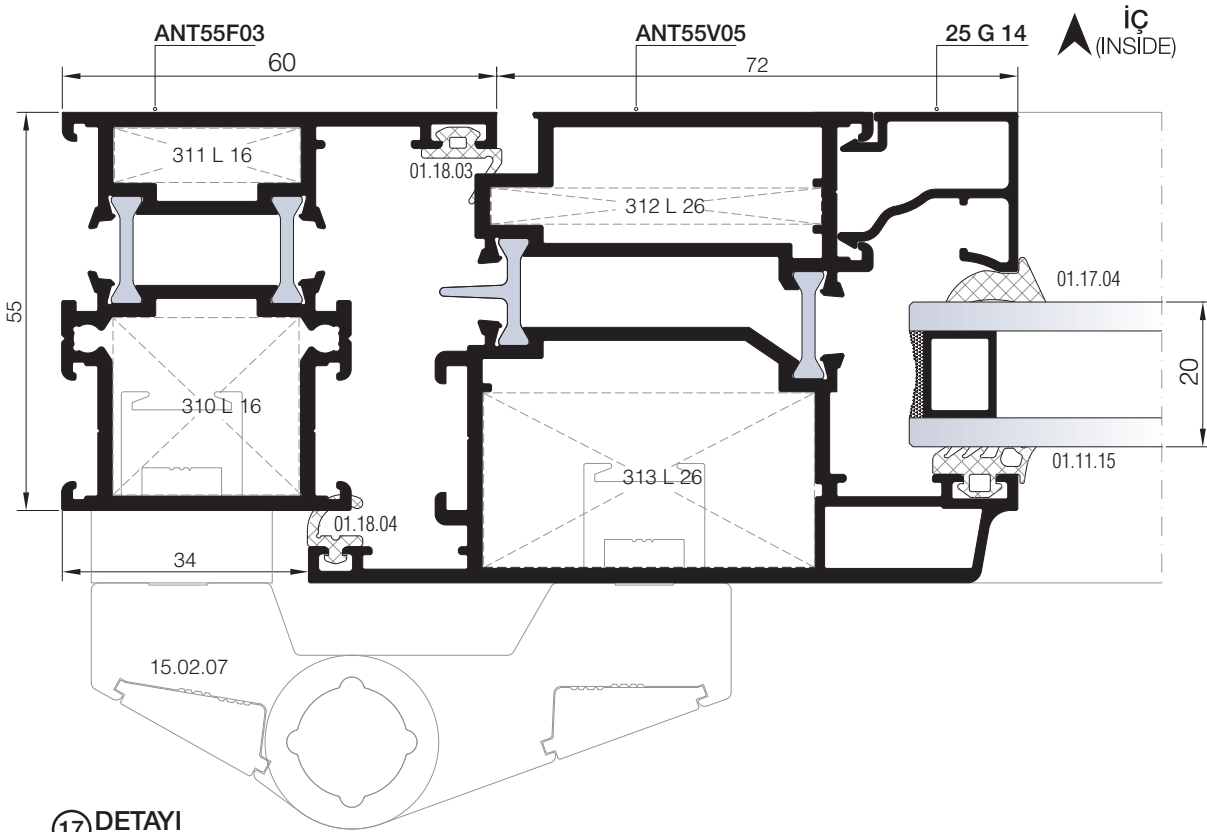 ANT55F03
ANT55V05
25 G 14
İÇ
(INSIDE)
60
72
311 L 16
01.18.03
312 L 26
01.17.04
55
20
310 L 16
313 L 26
01.11.15
01.18.04
34
15.02.07
17 DETAYI